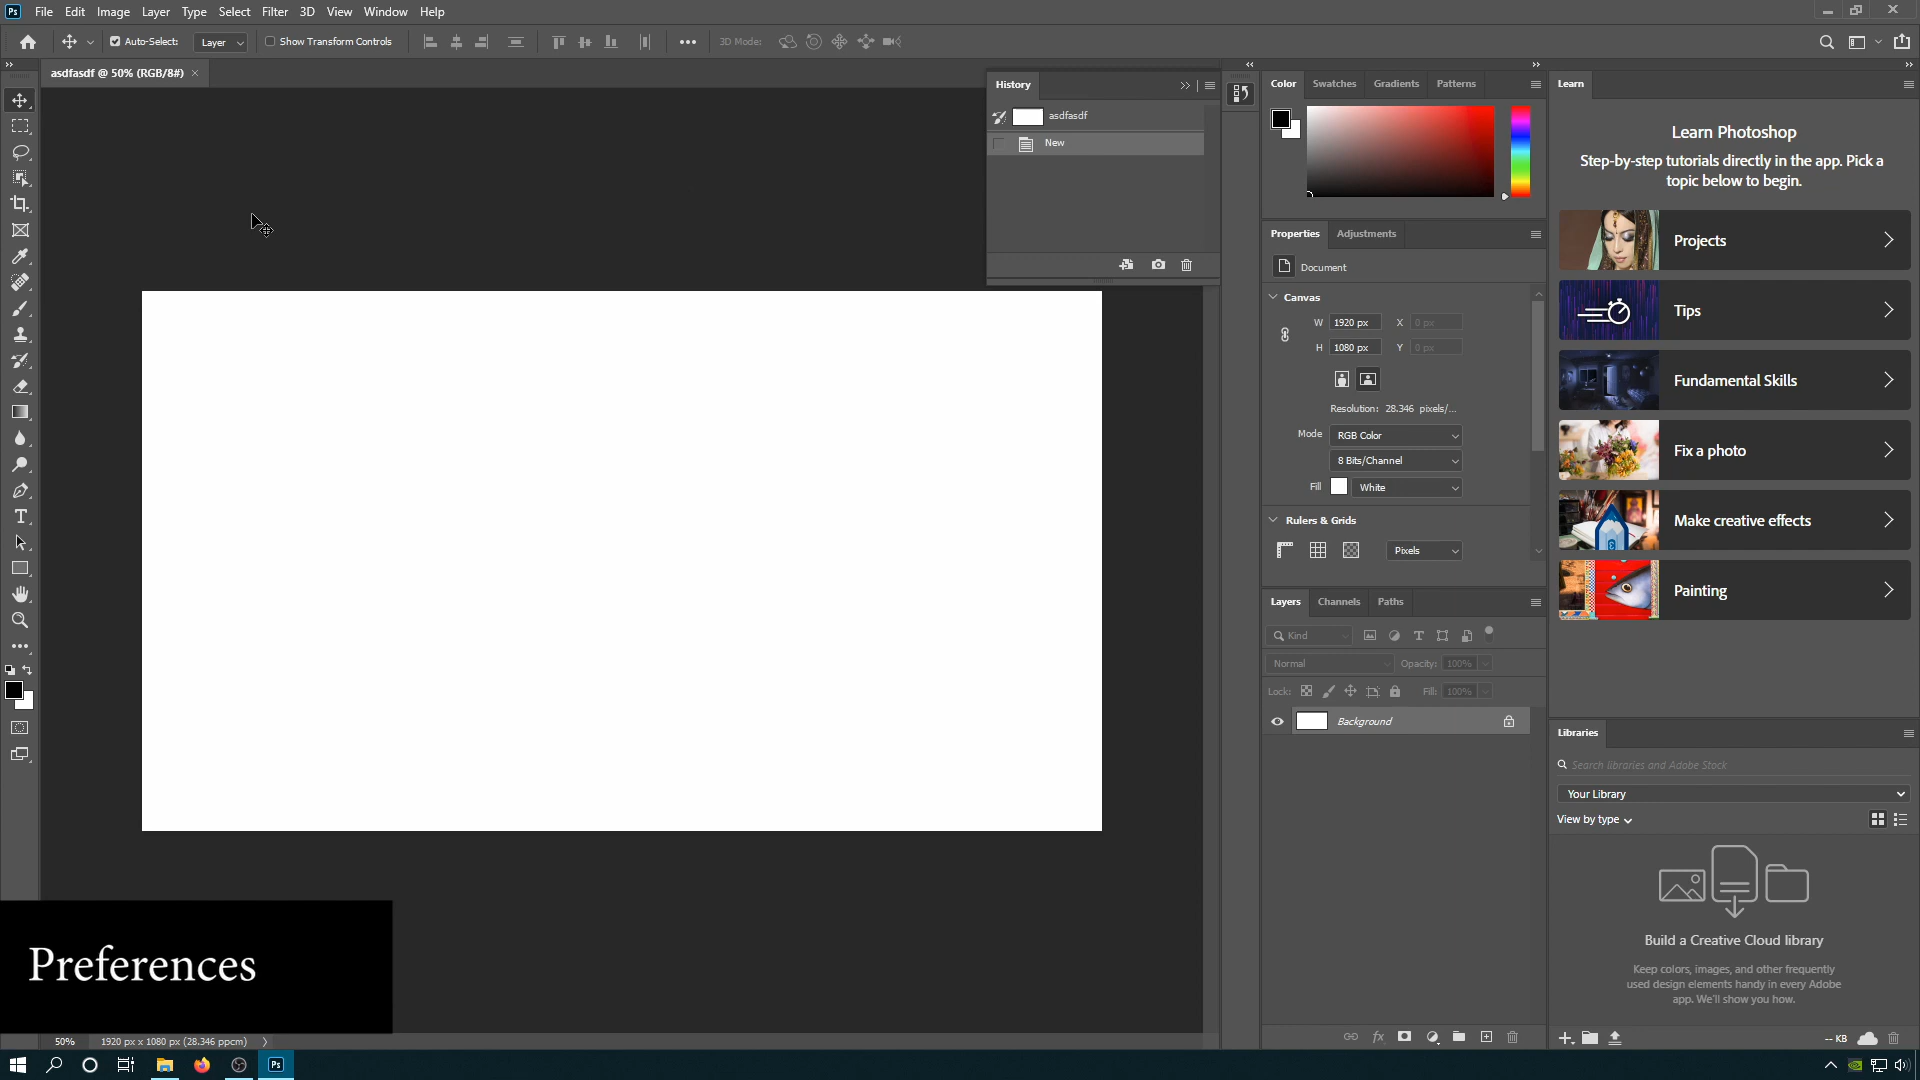 Ps File Edit Image Layer Type Select Filter 3D View Window Help
Auto-Select: Layer Show Transform Controls 3D Mode:
asdfasdf @ 50% (RGB/8#) ×
History
asdfasdf
New
Color Swatches Gradients Patterns
Properties Adjustments
Document
Canvas
W 1920 px X 0 px
H 1080 px Y 0 px
Resolution: 28.346 pixels/...
Mode RGB Color
8 Bits/Channel
Fill White
Rulers & Grids
Pixels
Layers Channels Paths
Kind
Normal Opacity: 100%
Lock: Fill: 100%
Background
Learn
Learn Photoshop
Step-by-step tutorials directly in the app. Pick a
topic below to begin.
Projects
Tips
Fundamental Skills
Fix a photo
Make creative effects
Painting
Libraries
Search libraries and Adobe Stock
Your Library
View by type
Build a Creative Cloud library
Keep colors, images, and other frequently
used design elements handy in every Adobe
app. We'll show you how.
-- KB
Preferences
50% 1920 px x 1080 px (28.346 ppcm)
Ps